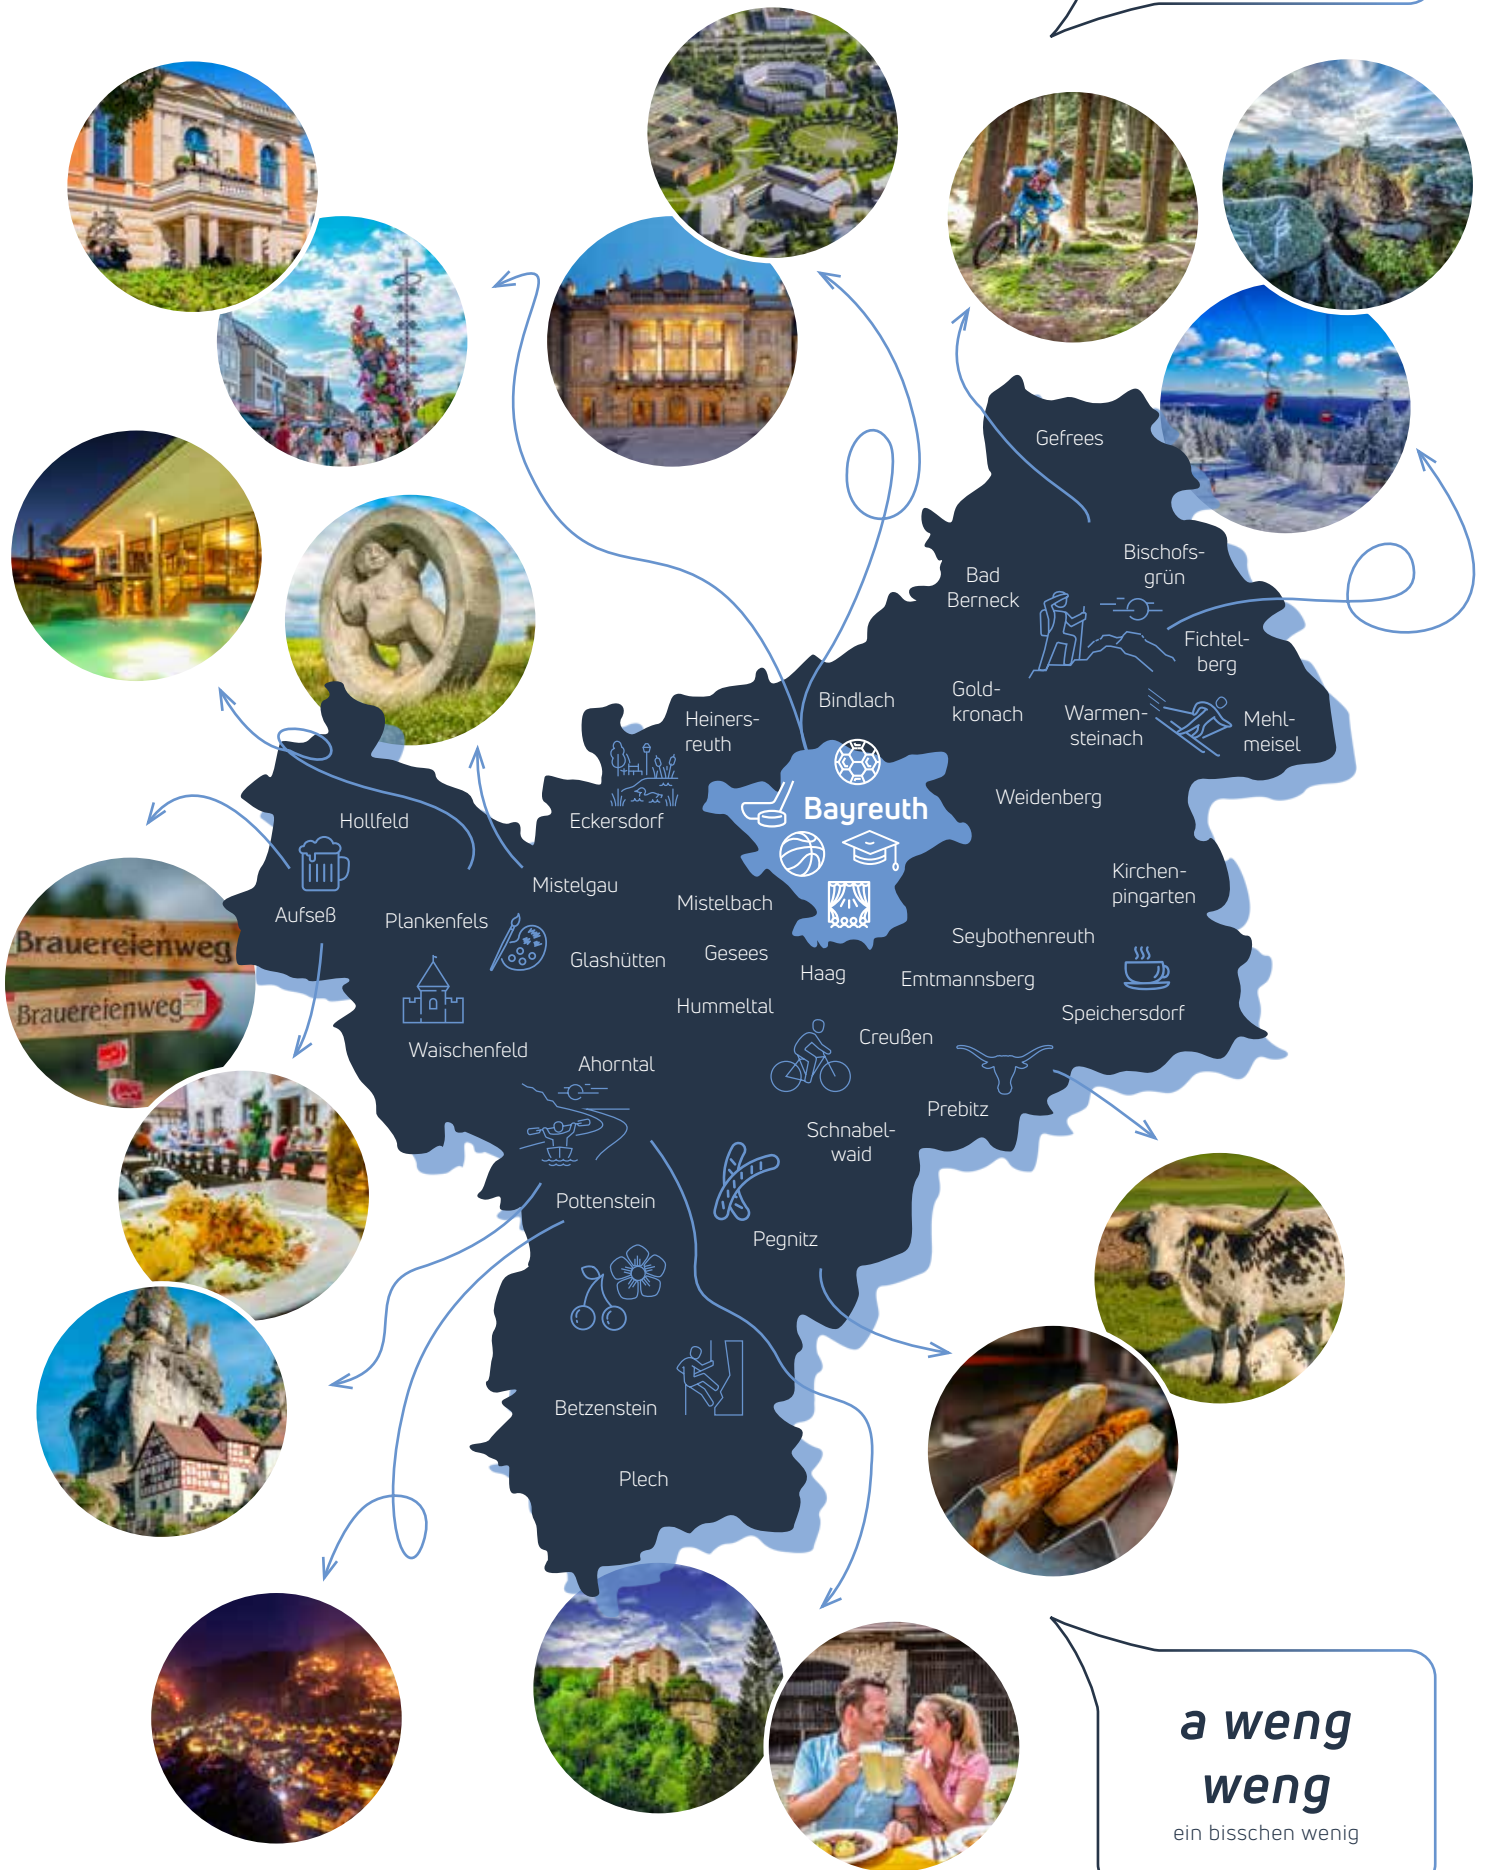 Gefrees
Bischofs-
grün
Bad
Berneck
Fichtel-
berg
Bindlach
Gold-
kronach
Warmen-
steinach
Mehl-
meisel
Heiners-
reuth
Weidenberg
Bayreuth
Eckersdorf
Hollfeld
Kirchen-
pingarten
Mistelgau
Mistelbach
Aufseß
Plankenfels
Seybothenreuth
Brauereienweg
Brauereienweg
Glashütten
Gesees
Haag
Emtmannsberg
Hummeltal
Speichersdorf
Creußen
Waischenfeld
Ahorntal
Prebitz
Schnabel-
waid
Pottenstein
Pegnitz
Betzenstein
Plech
a weng
weng
ein bisschen wenig